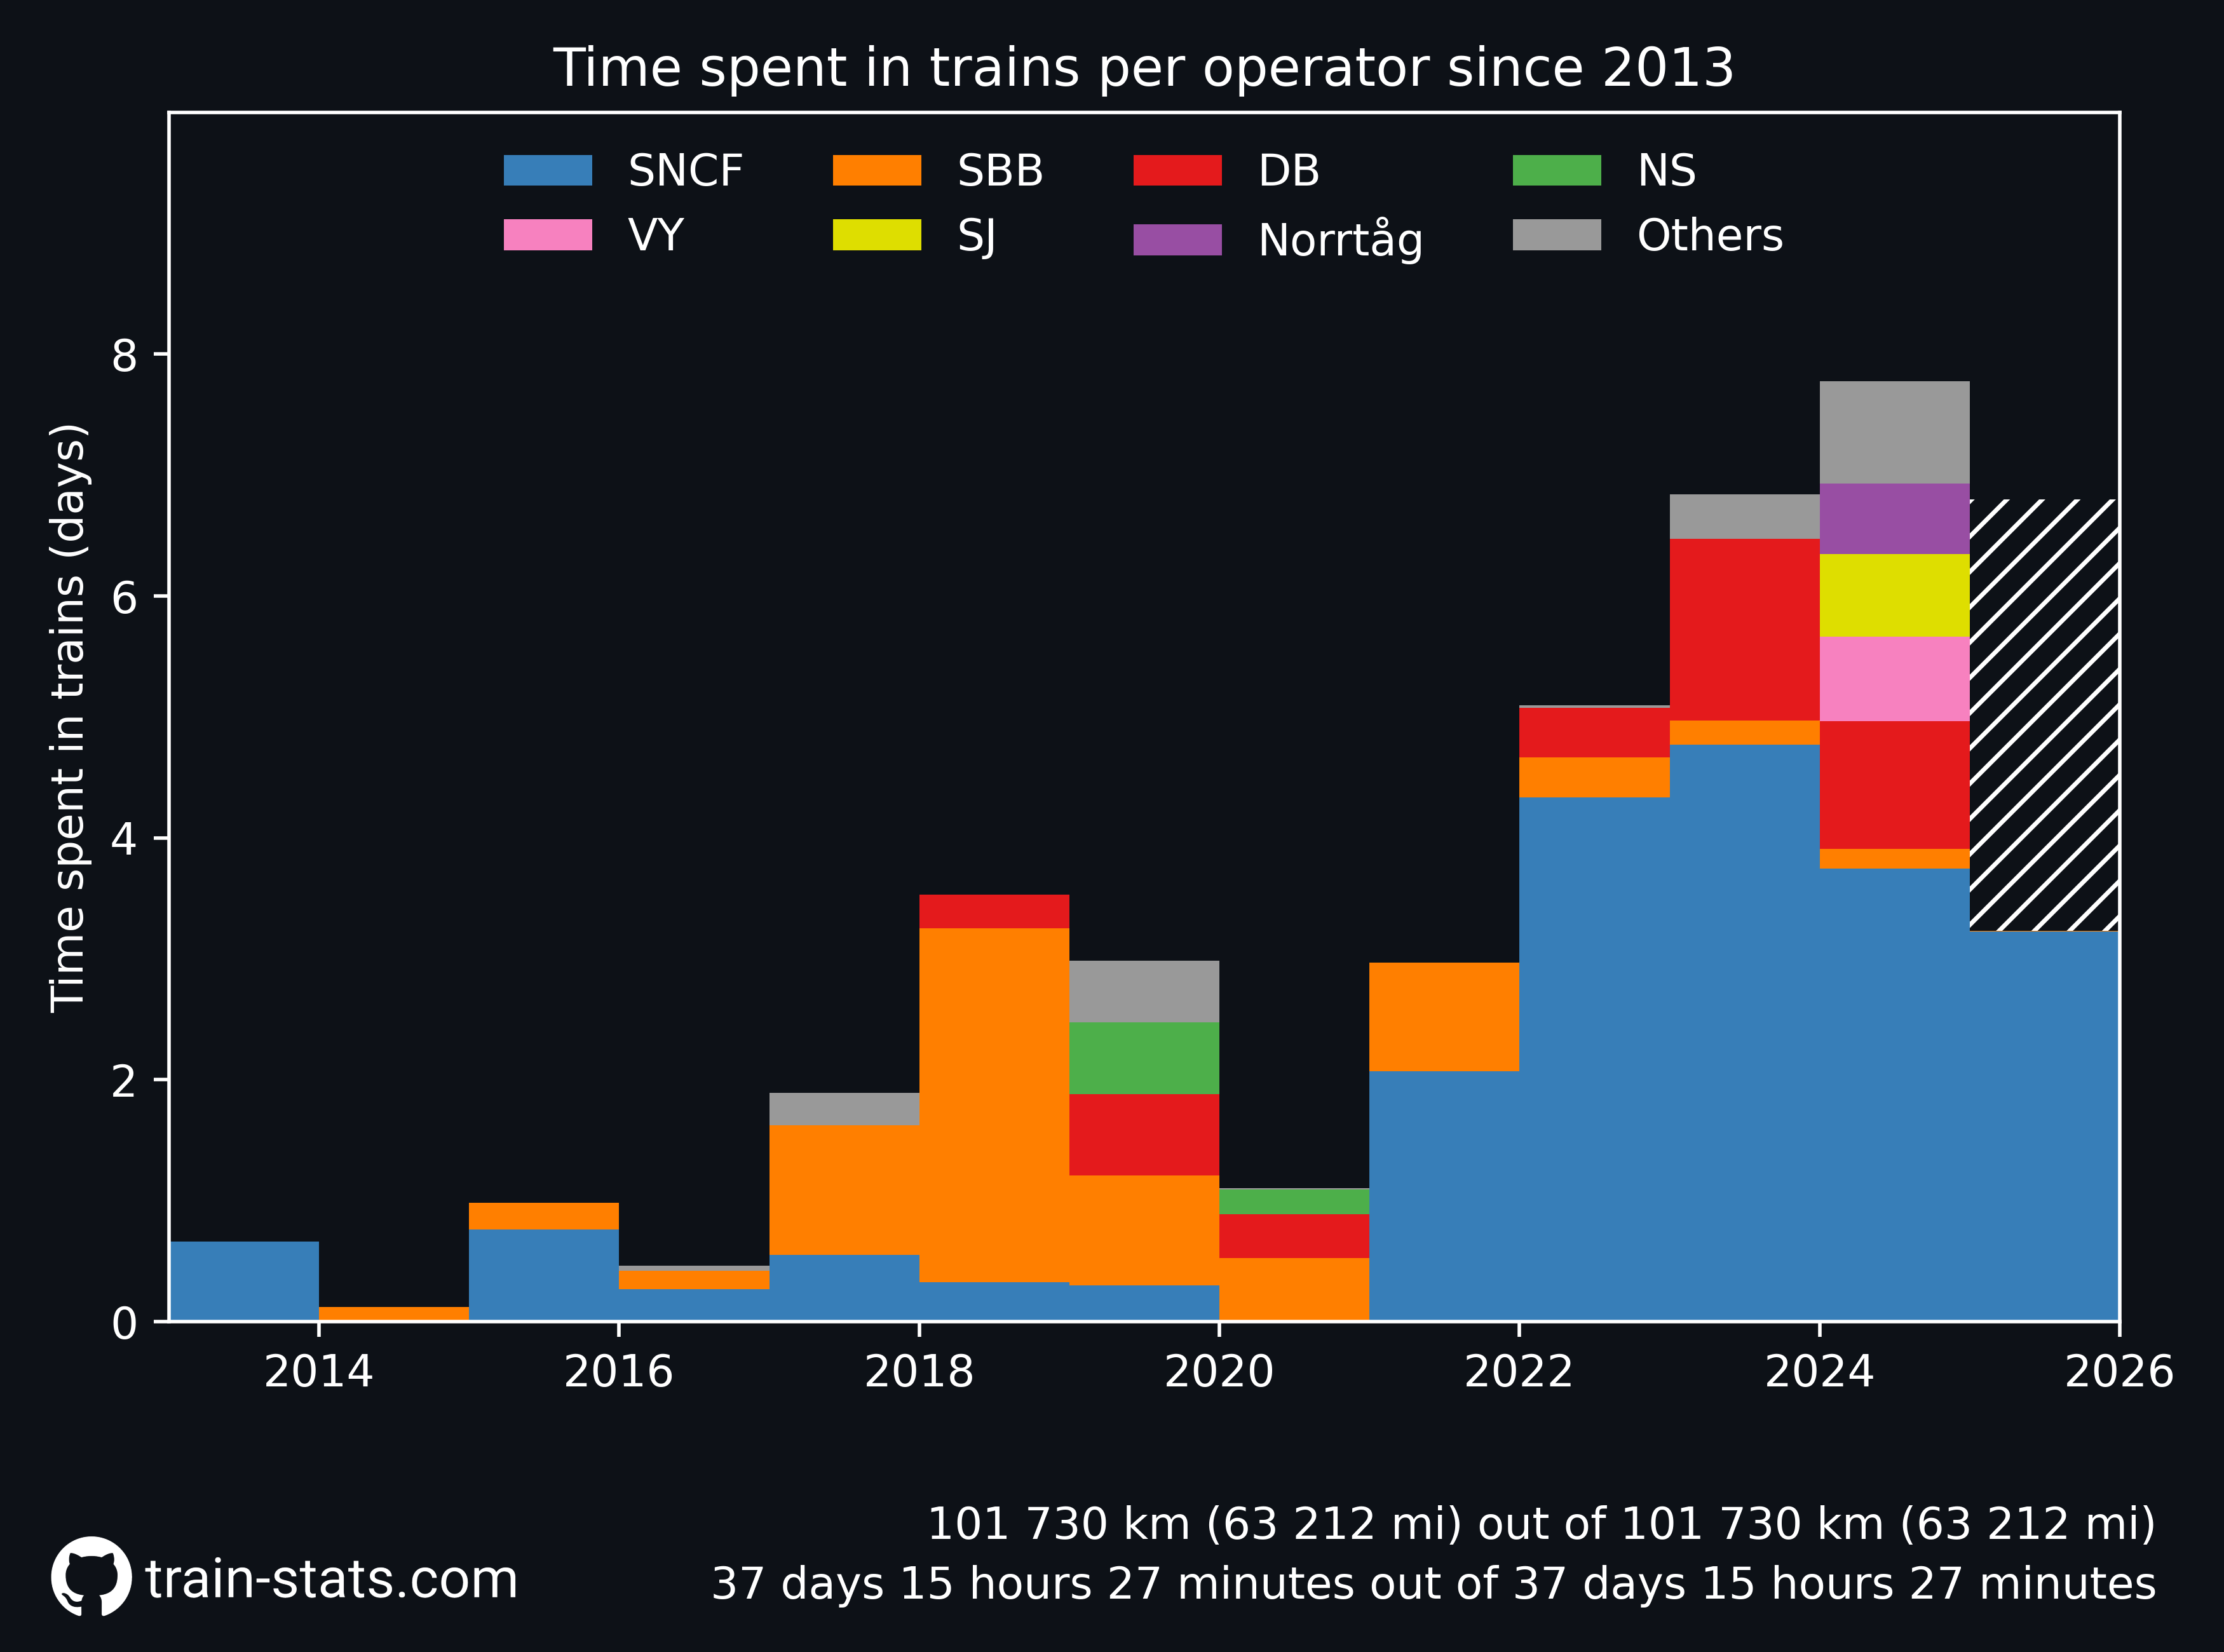 Time spent in trains per operator since 2013
SNCF SBB DB NS
VY SJ Norrtåg Others
Time spent in trains (days)
8
6
4
2
0
2014 2016 2018 2020 2022 2024 2026
101 730 km (63 212 mi) out of 101 730 km (63 212 mi)
train-stats.com
37 days 15 hours 27 minutes out of 37 days 15 hours 27 minutes